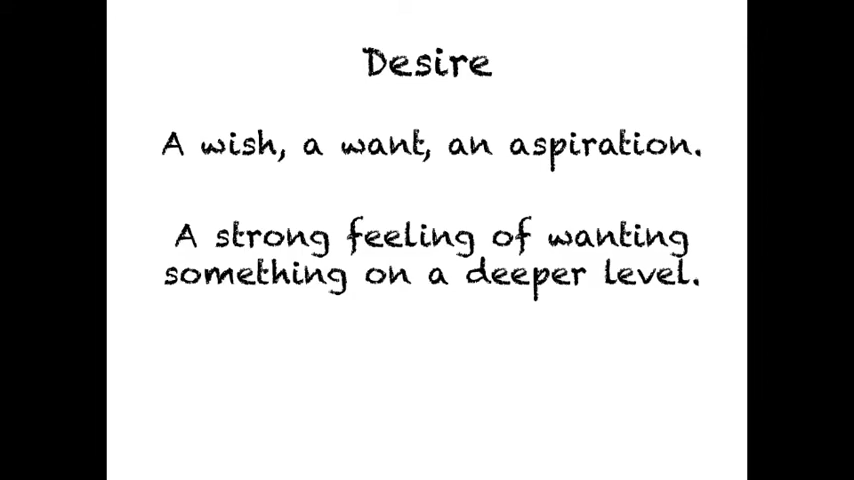 Desire
A wish, a want, an aspiration.
A strong feeling of wanting
something on a deeper level.